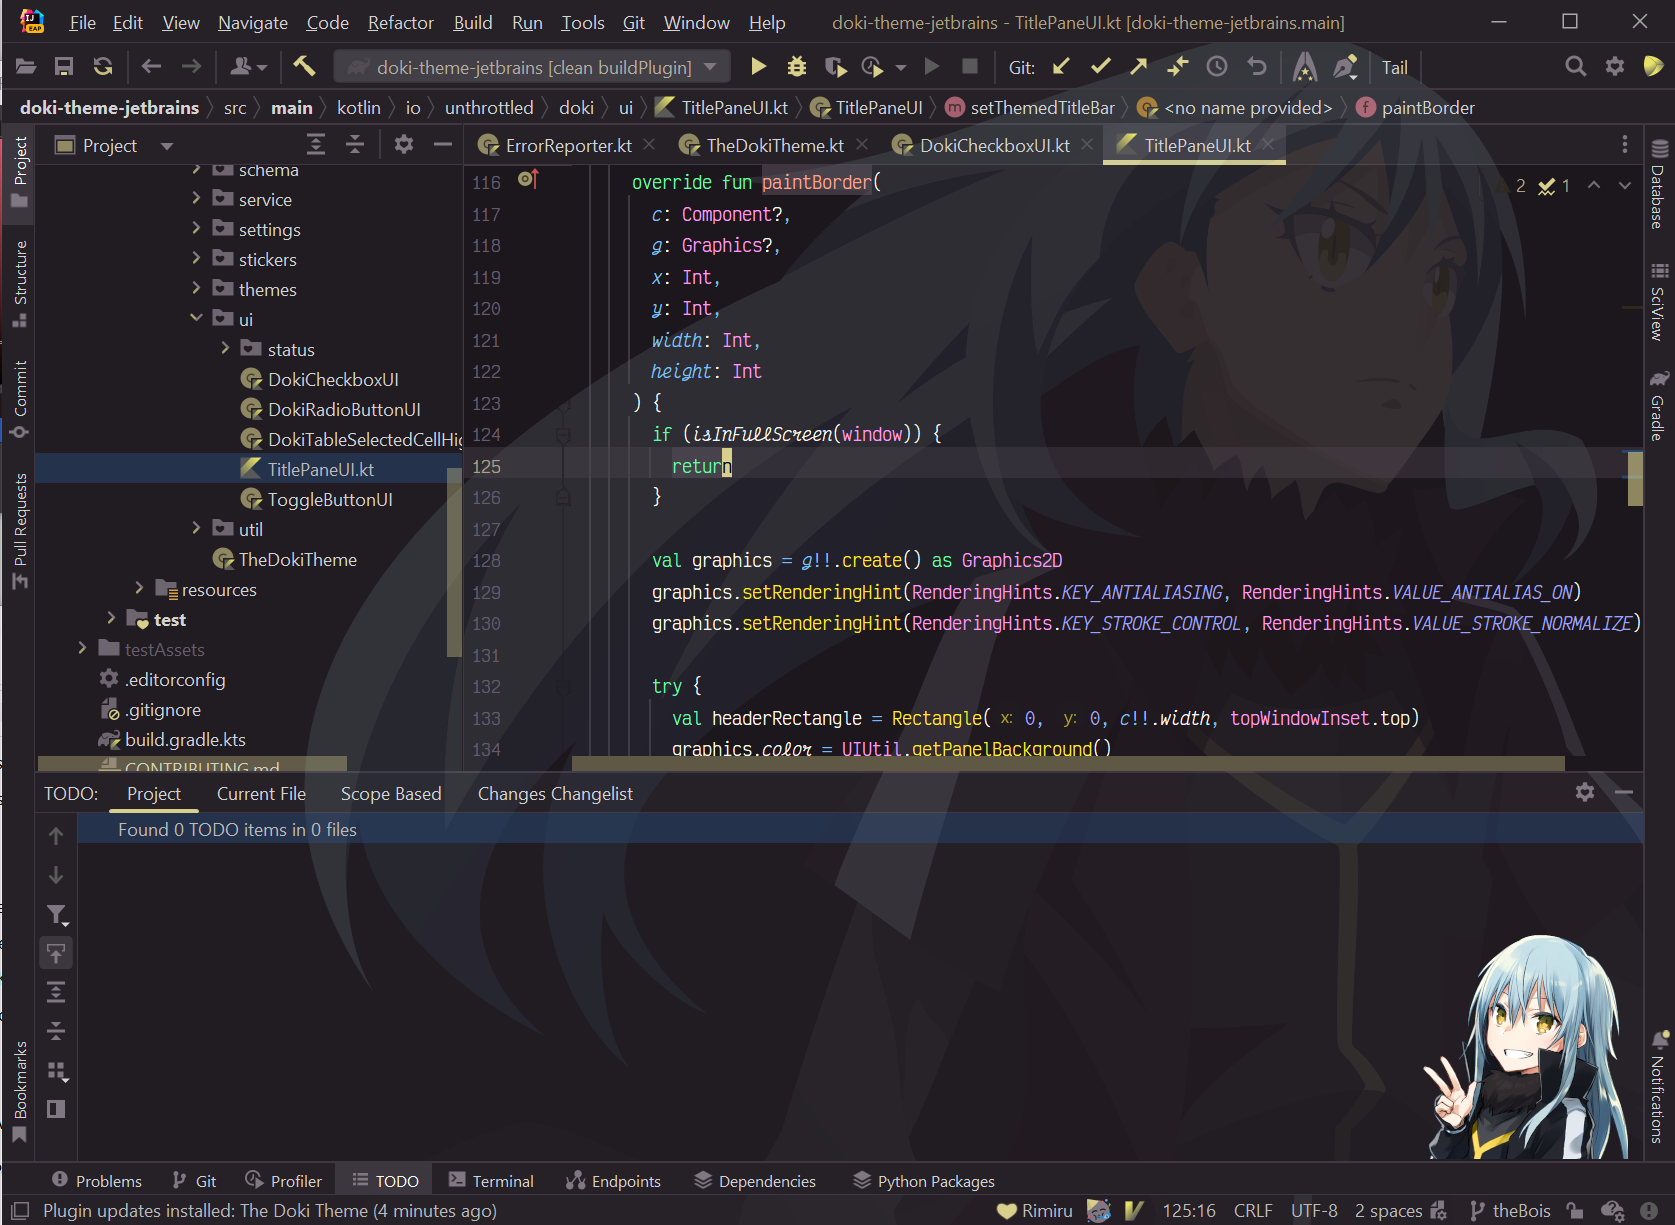 File Edit View Navigate Code Refactor Build Run Tools Git Window Help doki-theme-jetbrains - TitlePaneUI.kt [doki-theme-jetbrains.main]
doki-theme-jetbrains [clean buildPlugin] Git: Tail
doki-theme-jetbrains src main kotlin io unthrottled doki ui TitlePaneUI.kt TitlePaneUI setThemedTitleBar <no name provided> paintBorder
Project
Structure
Commit
Pull Requests
Bookmarks
Project
schema
service
settings
stickers
themes
ui
status
DokiCheckboxUI
DokiRadioButtonUI
DokiTableSelectedCellHig
TitlePaneUI.kt
ToggleButtonUI
util
TheDokiTheme
resources
test
testAssets
.editorconfig
.gitignore
build.gradle.kts
CONTRIBUTING.md
ErrorReporter.kt TheDokiTheme.kt DokiCheckboxUI.kt TitlePaneUI.kt
2 1
116 override fun paintBorder(
117 c: Component?,
118 g: Graphics?,
119 x: Int,
120 y: Int,
121 width: Int,
122 height: Int
123 ) {
124 if (isInFullScreen(window)) {
125 return
126 }
127
128 val graphics = g!!.create() as Graphics2D
129 graphics.setRenderingHint(RenderingHints.KEY_ANTIALIASING, RenderingHints.VALUE_ANTIALIAS_ON)
130 graphics.setRenderingHint(RenderingHints.KEY_STROKE_CONTROL, RenderingHints.VALUE_STROKE_NORMALIZE)
131
132 try {
133 val headerRectangle = Rectangle( x: 0, y: 0, c!!.width, topWindowInset.top)
134 graphics.color = UIUtil.getPanelBackground()
Database
SciView
Gradle
Notifications
TODO: Project Current File Scope Based Changes Changelist
Found 0 TODO items in 0 files
Problems Git Profiler TODO Terminal Endpoints Dependencies Python Packages
Plugin updates installed: The Doki Theme (4 minutes ago) Rimiru 125:16 CRLF UTF-8 2 spaces theBois